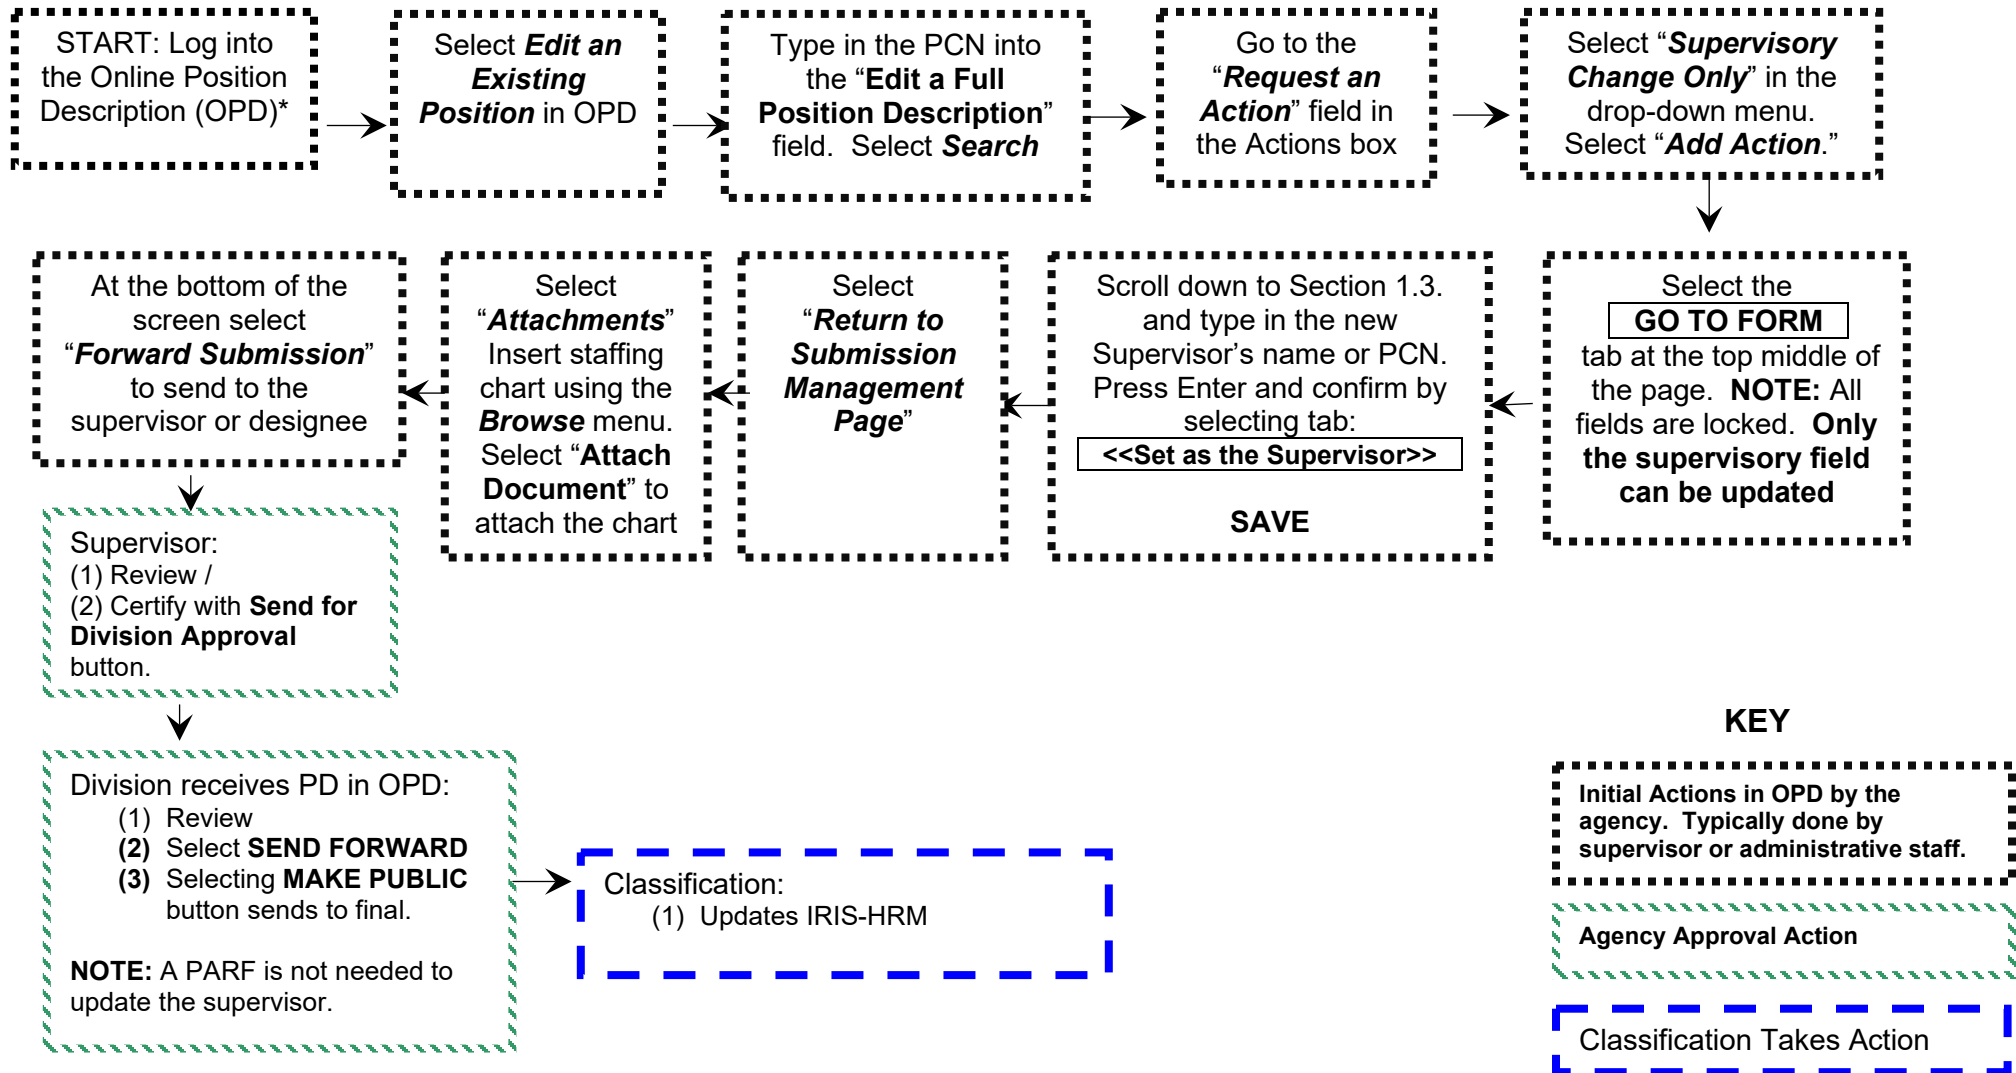 START: Log into
the Online Position
Description (OPD)*
Select Edit an
Existing
Position in OPD
Type in the PCN into
the “Edit a Full
Position Description”
field. Select Search
Go to the
“Request an
Action” field in
the Actions box
Select “Supervisory
Change Only” in the
drop-down menu.
Select “Add Action.”
Select the
GO TO FORM
tab at the top middle of
the page. NOTE: All
fields are locked. Only
the supervisory field
can be updated
Scroll down to Section 1.3.
and type in the new
Supervisor’s name or PCN.
Press Enter and confirm by
selecting tab:
<<Set as the Supervisor>>
SAVE
Select
“Return to
Submission
Management
Page”
Select
“Attachments”
Insert staffing
chart using the
Browse menu.
Select “Attach
Document” to
attach the chart
At the bottom of the
screen select
“Forward Submission”
to send to the
supervisor or designee
Supervisor:
(1) Review /
(2) Certify with Send for
Division Approval
button.
Division receives PD in OPD:
(1) Review
(2) Select SEND FORWARD
(3) Selecting MAKE PUBLIC
button sends to final.
NOTE: A PARF is not needed to
update the supervisor.
Classification:
(1) Updates IRIS-HRM
KEY
Initial Actions in OPD by the
agency. Typically done by
supervisor or administrative staff.
Agency Approval Action
Classification Takes Action